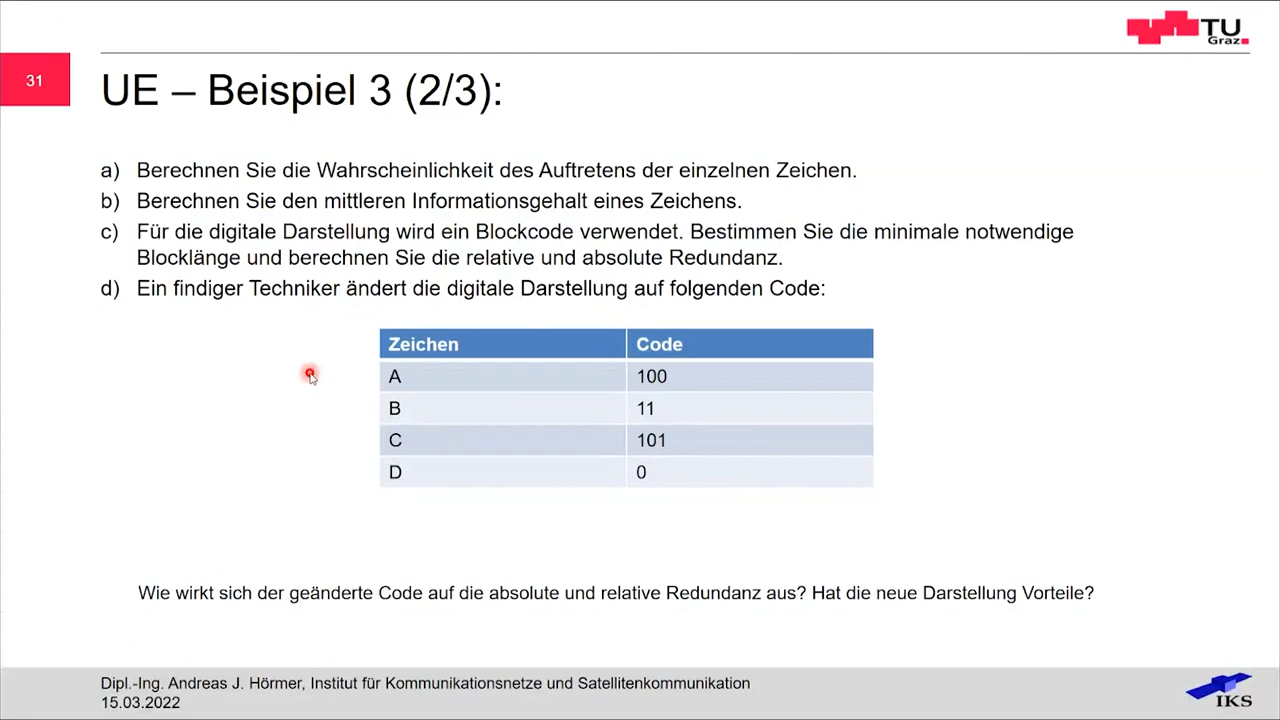 TU
Graz
31
UE – Beispiel 3 (2/3):
a) Berechnen Sie die Wahrscheinlichkeit des Auftretens der einzelnen Zeichen.
b) Berechnen Sie den mittleren Informationsgehalt eines Zeichens.
c) Für die digitale Darstellung wird ein Blockcode verwendet. Bestimmen Sie die minimale notwendige
Blocklänge und berechnen Sie die relative und absolute Redundanz.
d) Ein findiger Techniker ändert die digitale Darstellung auf folgenden Code:
Zeichen Code
A 100
B 11
C 101
D 0
Wie wirkt sich der geänderte Code auf die absolute und relative Redundanz aus? Hat die neue Darstellung Vorteile?
Dipl.-Ing. Andreas J. Hörmer, Institut für Kommunikationsnetze und Satellitenkommunikation
15.03.2022
IKS